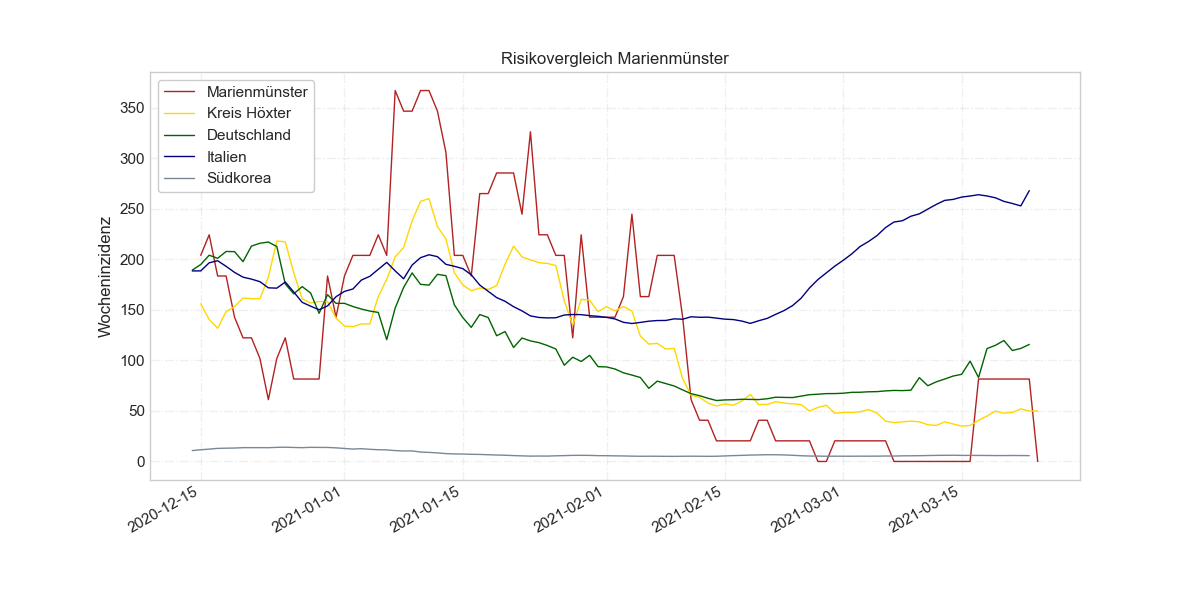 Risikovergleich Marienmünster
Marienmünster
Kreis Höxter
Deutschland
Italien
Südkorea
Wocheninzidenz
350
300
250
200
150
100
50
0
2020-12-15
2021-01-01
2021-01-15
2021-02-01
2021-02-15
2021-03-01
2021-03-15